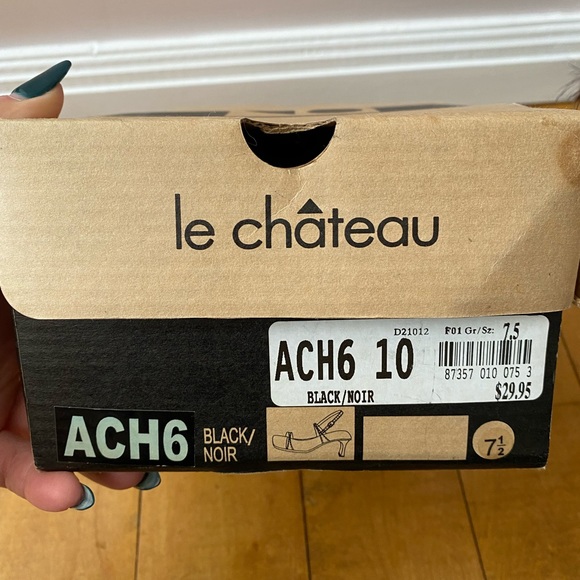 le château
D21012 F01 Gr/Sz: 7.5
ACH6 10
87357 010 075 3
BLACK/NOIR
$29.95
ACH6
BLACK/
NOIR
7½